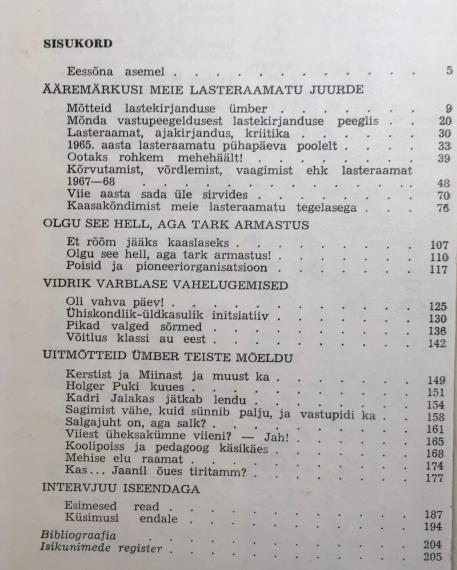 SISUKORD
Eessõna asemel . . . . . . . . . . . . 5
ÄÄREMÄRKUSI MEIE LASTERAAMATU JUURDE
Mõtteid lastekirjanduse ümber . . . . . . . 9
Mõnda vastupeegeldusest lastekirjanduse peeglis . . 20
Lasteraamat, ajakirjandus, kriitika . . . . . . 30
1965. aasta lasteraamatu pühapäeva poolelt . . . . 33
Ootaks rohkem mehehäält! . . . . . . . . 39
Kõrvutamist, võrdlemist, vaagimist ehk lasteraamat
1967—68 . . . . . . . . . . . . . 48
Viie aasta sada üle sirvides . . . . . . . . 70
Kaasakõndimist meie lasteraamatu tegelasega . . . . 76
OLGU SEE HELL, AGA TARK ARMASTUS
Et rõõm jääks kaaslaseks . . . . . . . . 107
Olgu see hell, aga tark armastus! . . . . . . 110
Poisid ja pioneeriorganisatsioon . . . . . . . 117
VIDRIK VARBLASE VAHELUGEMISED
Oli vahva päev! . . . . . . . . . . . 125
Ühiskondlik-üldkasulik initsiatiiv . . . . . . . 130
Pikad valged sõrmed . . . . . . . . . . 136
Võitlus klassi au eest . . . . . . . . . . 142
UITMÕTTEID ÜMBER TEISTE MÕELDU
Kerstist ja Miinast ja muust ka . . . . . . . 149
Holger Puki kuues . . . . . . . . . . . 151
Kadri Jalakas jätkab lendu . . . . . . . . 154
Sagimist vähe, kuid sünnib palju, ja vastupidi ka . . 158
Salgajuht on, aga salk? . . . . . . . . . 161
Viiest üheksakümne viieni? — Jah! . . . . . . 165
Koolipoiss ja pedagoog käsikäes . . . . . . . 168
Mehise elu raamat . . . . . . . . . . . 174
Kas... Jaanil õues tiritamm? . . . . . . . . 177
INTERVJUU ISEENDAGA
Esimesed read . . . . . . . . . . . . 187
Küsimusi endale . . . . . . . . . . . 194
Bibliograafia . . . . . . . . . . . . . 204
Isikunimede register . . . . . . . . . . . 205